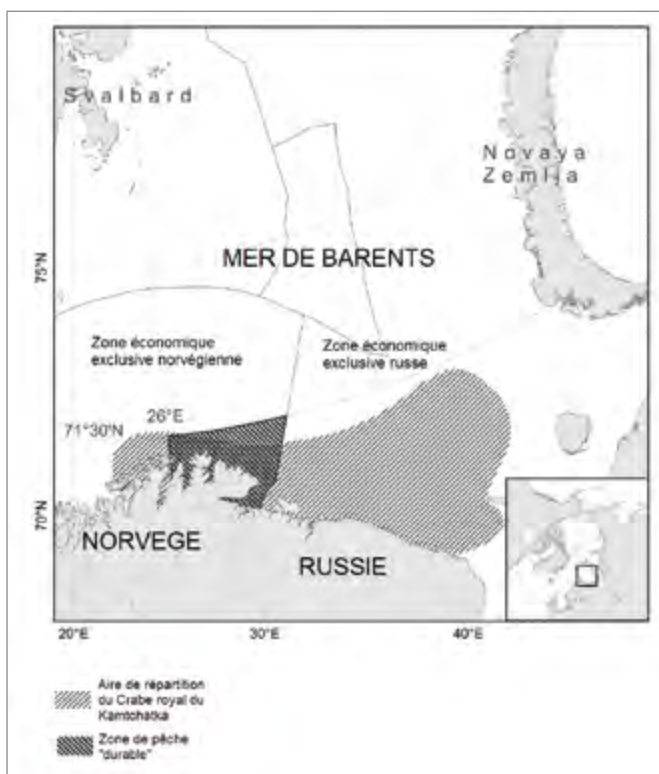 Svalbard
Novaya
Zemlja
MER DE BARENTS
75°N
Zone économique
exclusive norvégienne
Zone économique
exclusive russe
26°E
71°30'N
70°N
NORVEGE
RUSSIE
20°E
30°E
40°E
Aire de répartition
du Crabe royal du
Kamtchatka
Zone de pêche
"durable"